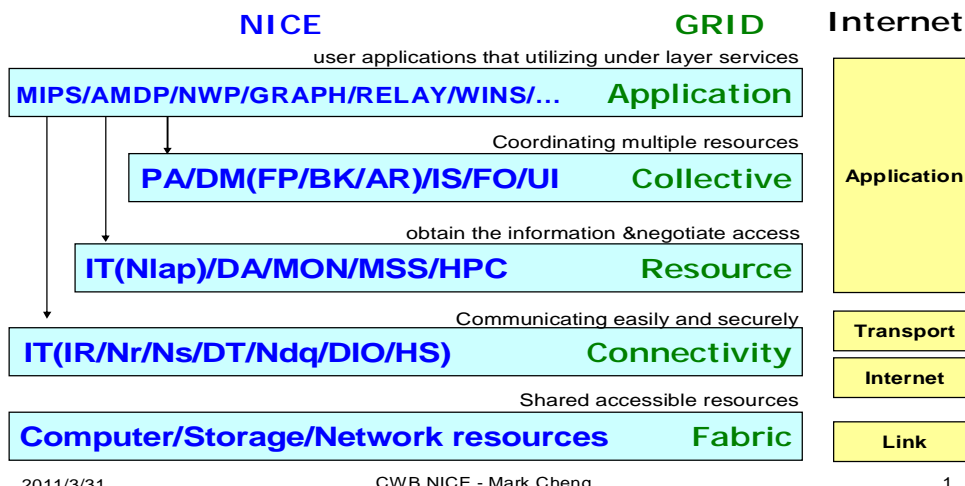 NICE GRID Internet
user applications that utilizing under layer services
MIPS/AMDP/NWP/GRAPH/RELAY/WINS/... Application
Coordinating multiple resources
PA/DM(FP/BK/AR)/IS/FO/UI Collective
Application
obtain the information &negotiate access
IT(NIap)/DA/MON/MSS/HPC Resource
Communicating easily and securely
Transport
IT(IR/Nr/Ns/DT/Ndq/DIO/HS) Connectivity
Internet
Shared accessible resources
Computer/Storage/Network resources Fabric
Link
2011/3/31 CWB NICE - Mark Cheng 1